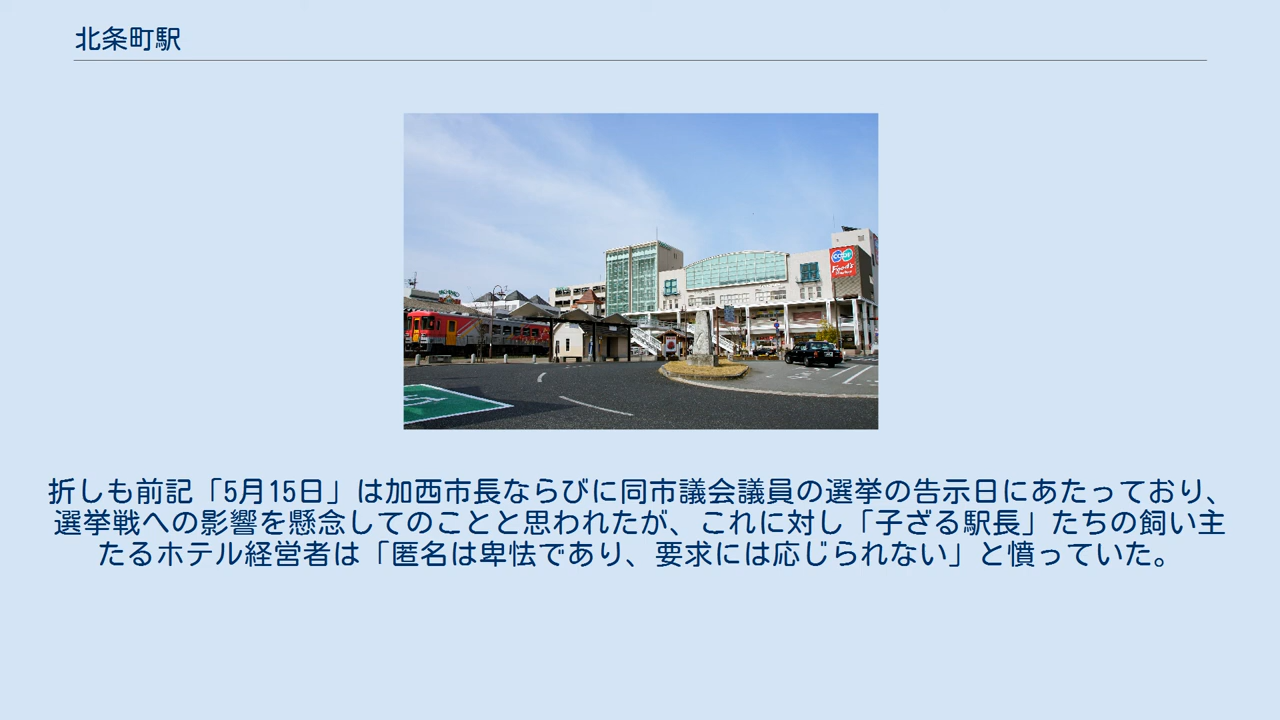 北条町駅
CO-OP
Food's
折しも前記「5月15日」は加西市長ならびに同市議会議員の選挙の告示日にあたっており、
選挙戦への影響を懸念してのことと思われたが、これに対し「子ざる駅長」たちの飼い主
たるホテル経営者は「匿名は卑怯であり、要求には応じられない」と憤っていた。